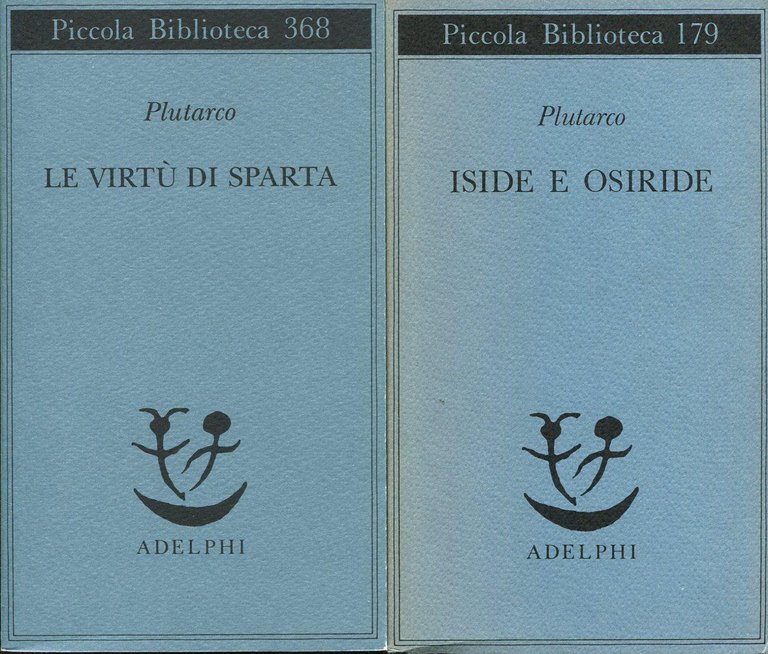 Piccola Biblioteca 368
Plutarco
LE VIRTÙ DI SPARTA
ADELPHI
Piccola Biblioteca 179
Plutarco
ISIDE E OSIRIDE
ADELPHI